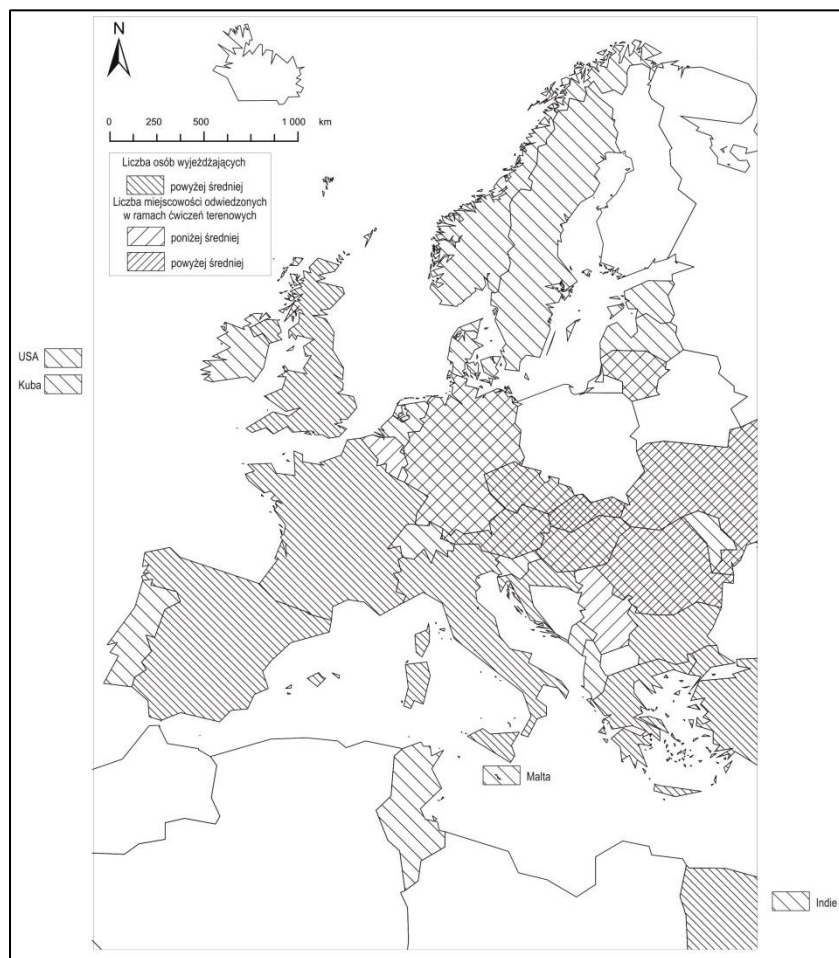 N
0 250 500 1 000 km
Liczba osób wyjeżdżających
powyżej średniej
Liczba miejscowości odwiedzonych
w ramach ćwiczeń terenowych
poniżej średniej
powyżej średniej
USA
Kuba
Malta
Indie